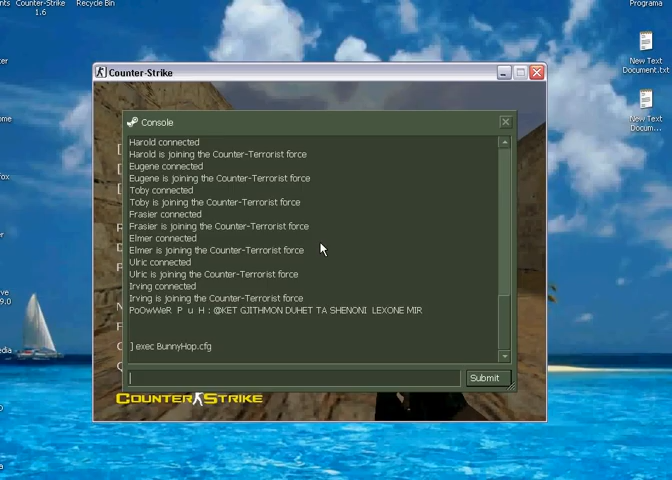 Counter-Strike
1.6
Recycle Bin
Programa
New Text
Document.txt
New Text
Docum...
Counter-Strike
Console
Harold connected
Harold is joining the Counter-Terrorist force
Eugene connected
Eugene is joining the Counter-Terrorist force
Toby connected
Toby is joining the Counter-Terrorist force
Frasier connected
Frasier is joining the Counter-Terrorist force
Elmer connected
Elmer is joining the Counter-Terrorist force
Ulric connected
Ulric is joining the Counter-Terrorist force
Irving connected
Irving is joining the Counter-Terrorist force
PoOwWeR P u H : @KET GJITHMON DUHET TA SHENONI LEXONE MIR
] exec BunnyHop.cfg
Submit
COUNTER STRIKE